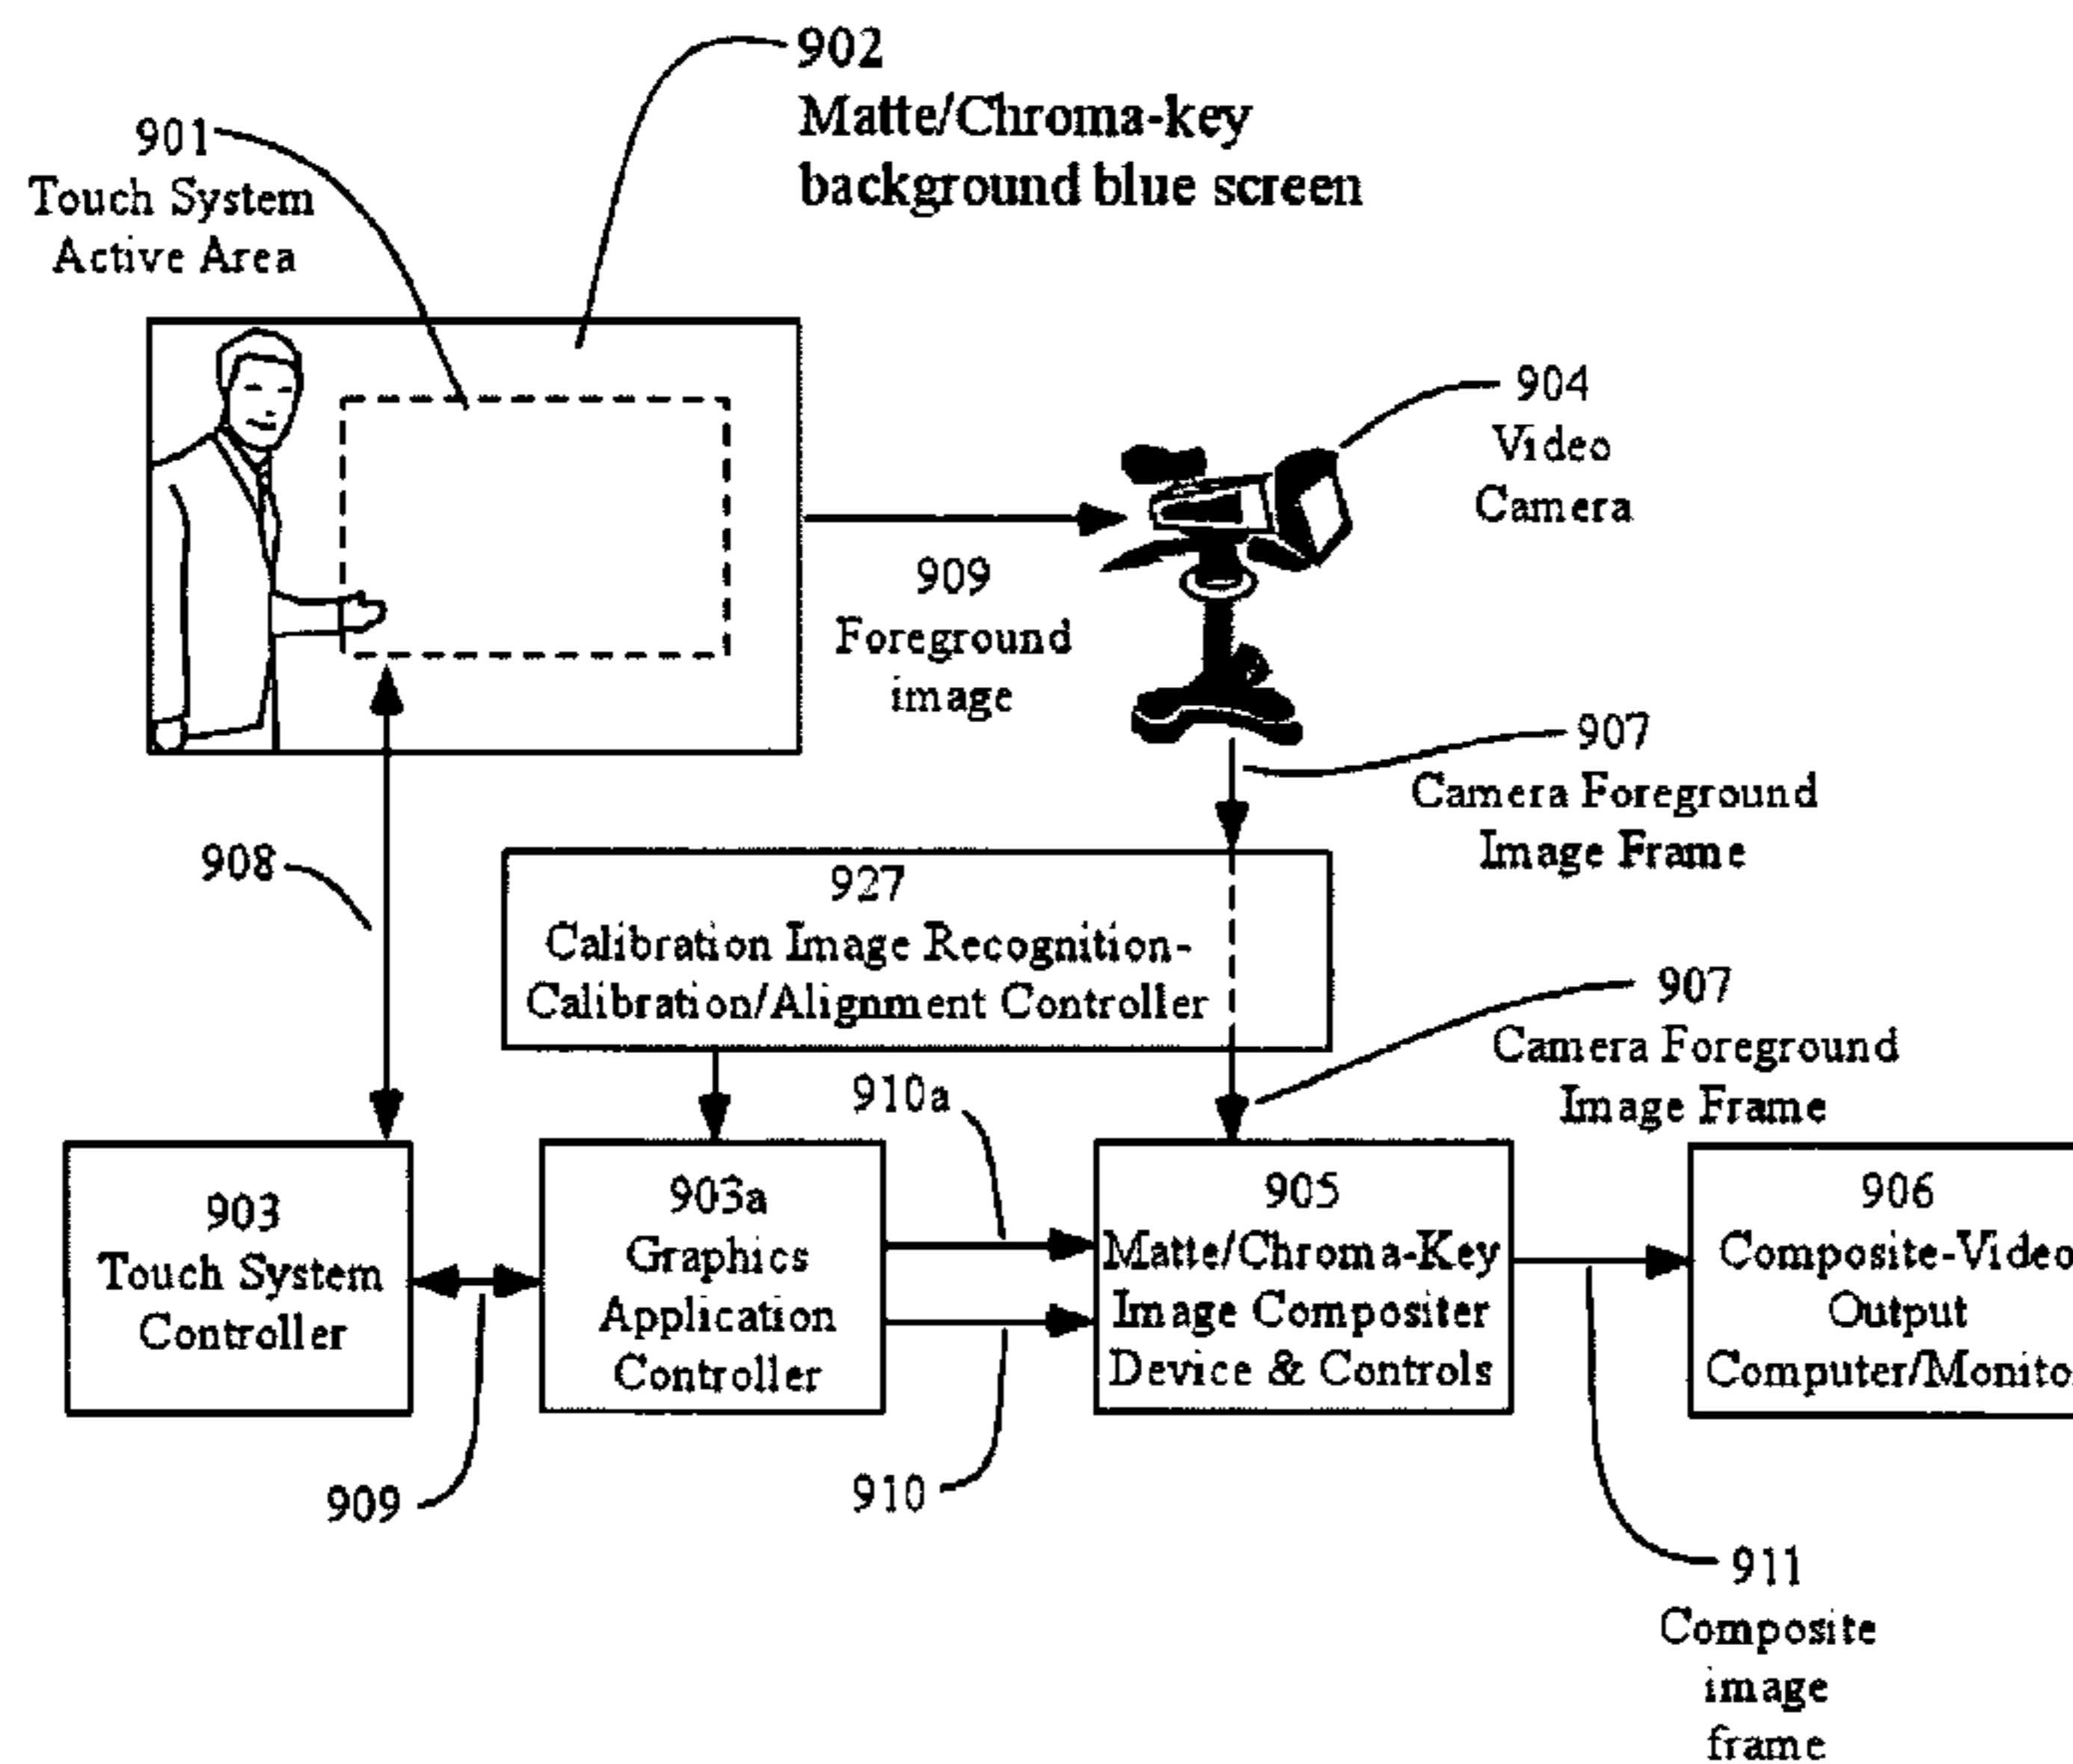 902
Matte/Chroma-key
background blue screen
901
Touch System
Active Area
904
Video
Camera
909
Foreground
image
907
Camera Foreground
Image Frame
908
927
Calibration Image Recognition-
Calibration/Alignment Controller
907
Camera Foreground
Image Frame
910a
903
Touch System
Controller
903a
Graphics
Application
Controller
905
Matte/Chroma-Key
Image Compositer
Device & Controls
906
Composite-Video
Output
Computer/Monito
909
910
911
Composite
image
frame